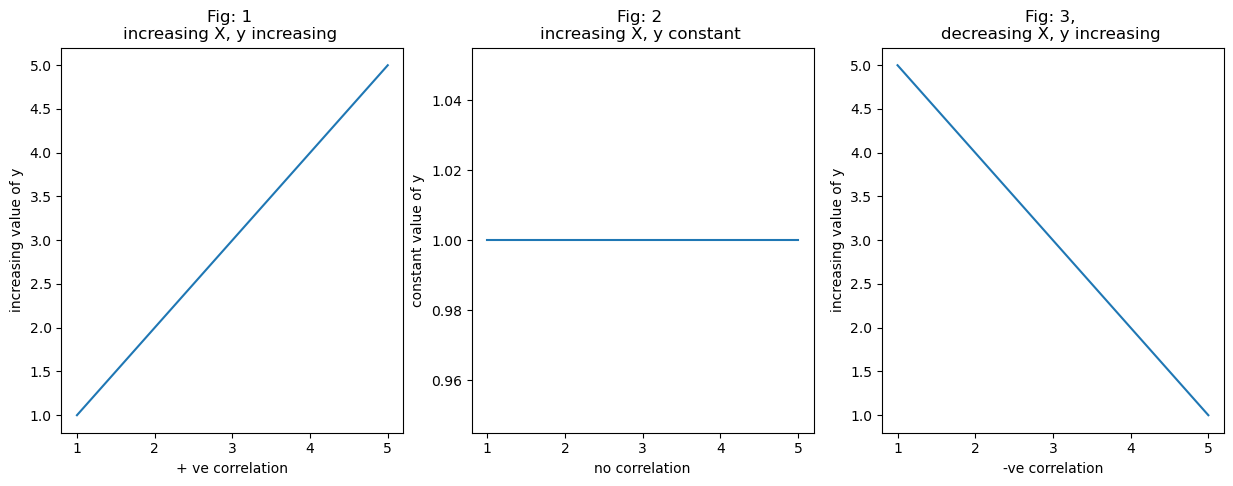 Fig: 1
increasing X, y increasing
increasing value of y
5.0
4.5
4.0
3.5
3.0
2.5
2.0
1.5
1.0
1 2 3 4 5
+ ve correlation
Fig: 2
increasing X, y constant
constant value of y
1.04
1.02
1.00
0.98
0.96
1 2 3 4 5
no correlation
Fig: 3,
decreasing X, y increasing
increasing value of y
5.0
4.5
4.0
3.5
3.0
2.5
2.0
1.5
1.0
1 2 3 4 5
-ve correlation